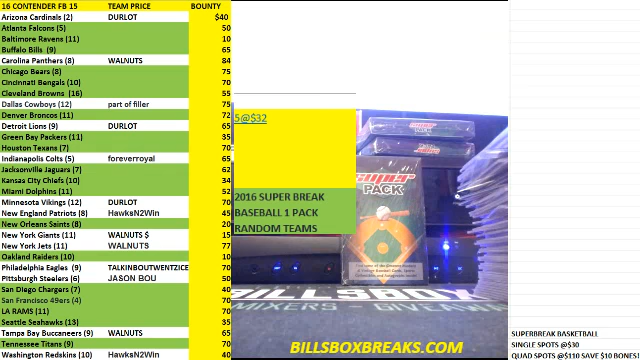 16 CONTENDER FB 15 TEAM PRICE BOUNTY
Arizona Cardinals (2) DURLOT $40
Atlanta Falcons (5) 50
Baltimore Ravens (11) 10
Buffalo Bills (9) 65
Carolina Panthers (8) WALNUTS 84
Chicago Bears (8) 75
Cincinnati Bengals (10) 70
Cleveland Browns (16) 55
Dallas Cowboys (12) part of filler 75
Denver Broncos (11) 72
Detroit Lions (9) DURLOT 65
Green Bay Packers (11) 35
Houston Texans (7) 70
Indianapolis Colts (5) foreverroyal 65
Jacksonville Jaguars (7) 62
Kansas City Chiefs (10) 34
Miami Dolphins (11) 52
Minnesota Vikings (12) DURLOT 70
New England Patriots (8) HawksN2Win 45
New Orleans Saints (8) 20
New York Giants (11) WALNUTS $ 15
New York Jets (11) WALNUTS 77
Oakland Raiders (10) 10
Philadelphia Eagles (9) TALKINBOUTWENTZICE 70
Pittsburgh Steelers (6) JASON BOU 50
San Diego Chargers (7) 40
San Francisco 49ers (4) 70
LA RAMS (11) 70
Seattle Seahawks (13) 35
Tampa Bay Buccaneers (9) WALNUTS 65
Tennessee Titans (9) 70
Washington Redskins (10) HawksN2Win 40
5@$32
2016 SUPER BREAK
BASEBALL 1 PACK
RANDOM TEAMS
SUPER
PACK
BILLSBOX
MIXERS - GIVEAWA
BILLSBOXBREAKS.COM
SUPERBREAK BASKETBALL
SINGLE SPOTS @$30
QUAD SPOTS @$110 SAVE $10 BONES!